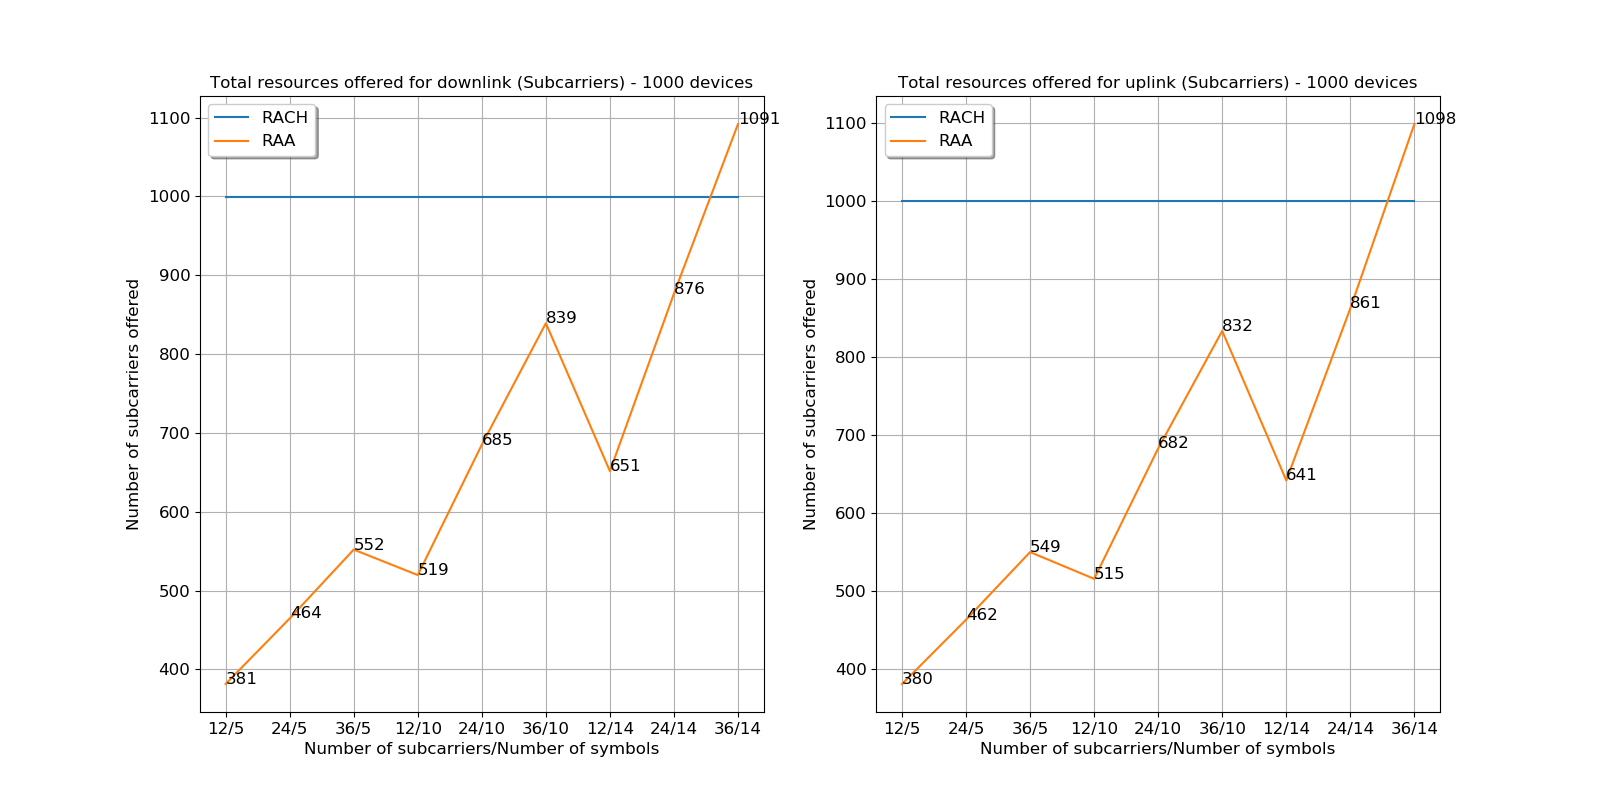 Total resources offered for downlink (Subcarriers) - 1000 devices
RACH
RAA
1100
1000
900
800
700
600
500
400
Number of subcarriers offered
381
464
552
519
685
839
651
876
1091
12/5 24/5 36/5 12/10 24/10 36/10 12/14 24/14 36/14
Number of subcarriers/Number of symbols
Total resources offered for uplink (Subcarriers) - 1000 devices
RACH
RAA
1100
1000
900
800
700
600
500
400
Number of subcarriers offered
380
462
549
515
682
832
641
861
1098
12/5 24/5 36/5 12/10 24/10 36/10 12/14 24/14 36/14
Number of subcarriers/Number of symbols